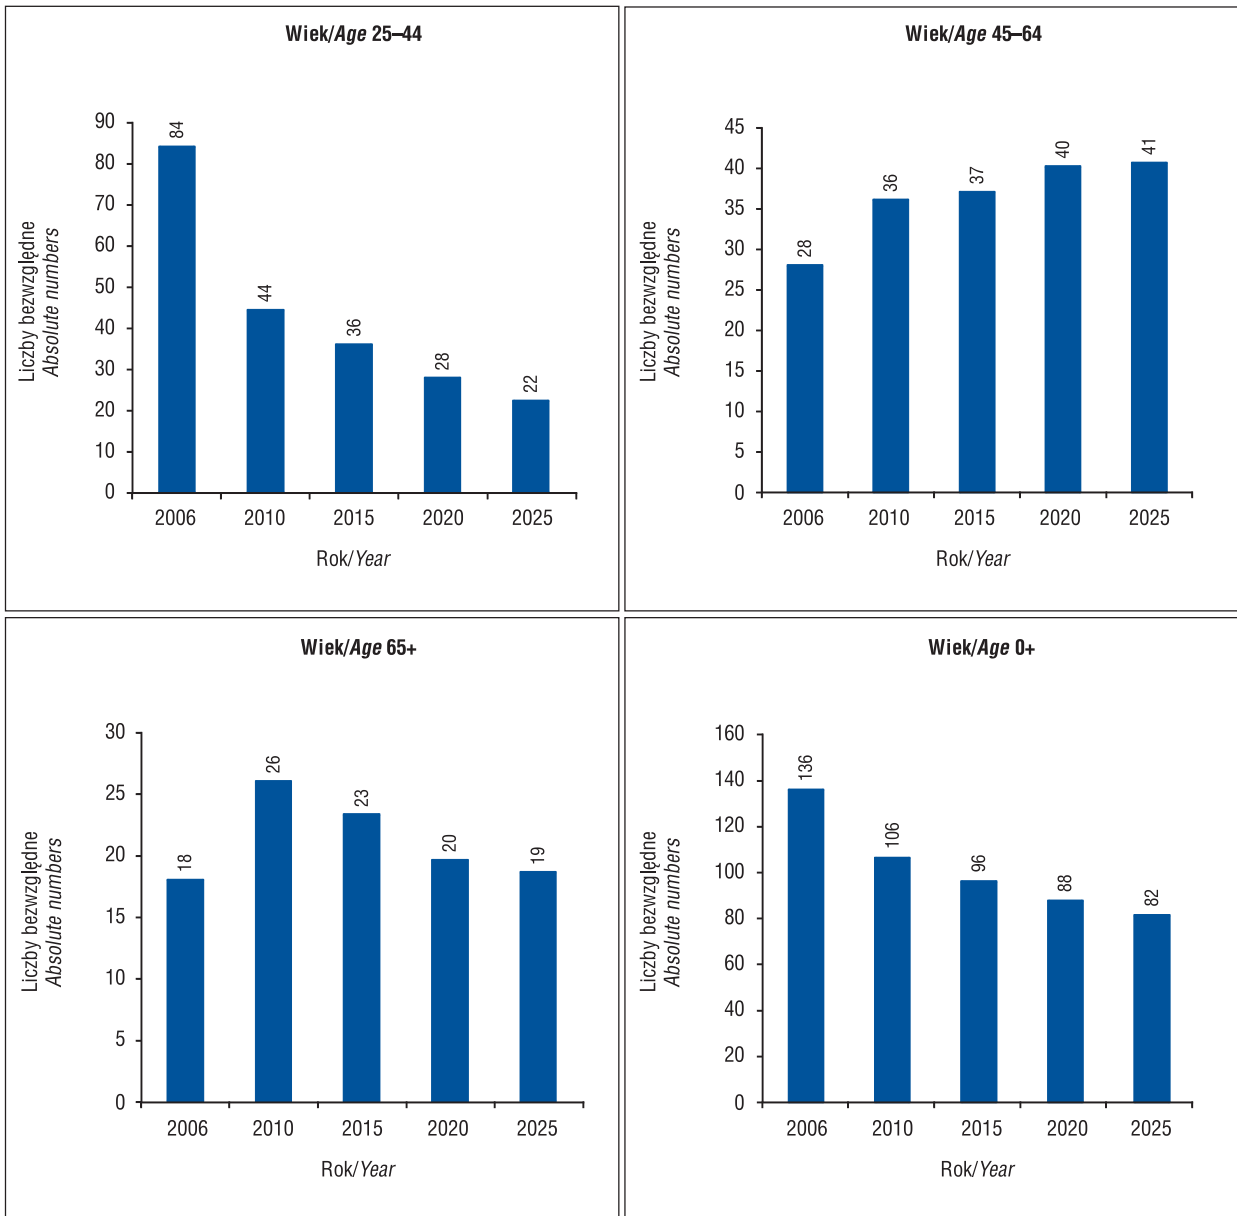 Wiek/Age 25–44
Liczby bezwzględne
Absolute numbers
90
80
70
60
50
40
30
20
10
0
84
44
36
28
22
2006 2010 2015 2020 2025
Rok/Year
Wiek/Age 45–64
Liczby bezwzględne
Absolute numbers
45
40
35
30
25
20
15
10
5
0
28
36
37
40
41
2006 2010 2015 2020 2025
Rok/Year
Wiek/Age 65+
Liczby bezwzględne
Absolute numbers
30
25
20
15
10
5
0
18
26
23
20
19
2006 2010 2015 2020 2025
Rok/Year
Wiek/Age 0+
Liczby bezwzględne
Absolute numbers
160
140
120
100
80
60
40
20
0
136
106
96
88
82
2006 2010 2015 2020 2025
Rok/Year